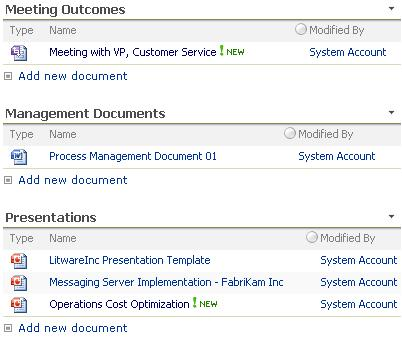 Meeting Outcomes
Type Name Modified By
Meeting with VP, Customer Service ! NEW System Account
Add new document
Management Documents
Type Name Modified By
Process Management Document 01 System Account
Add new document
Presentations
Type Name Modified By
LitwareInc Presentation Template System Account
Messaging Server Implementation - FabriKam Inc System Account
Operations Cost Optimization ! NEW System Account
Add new document